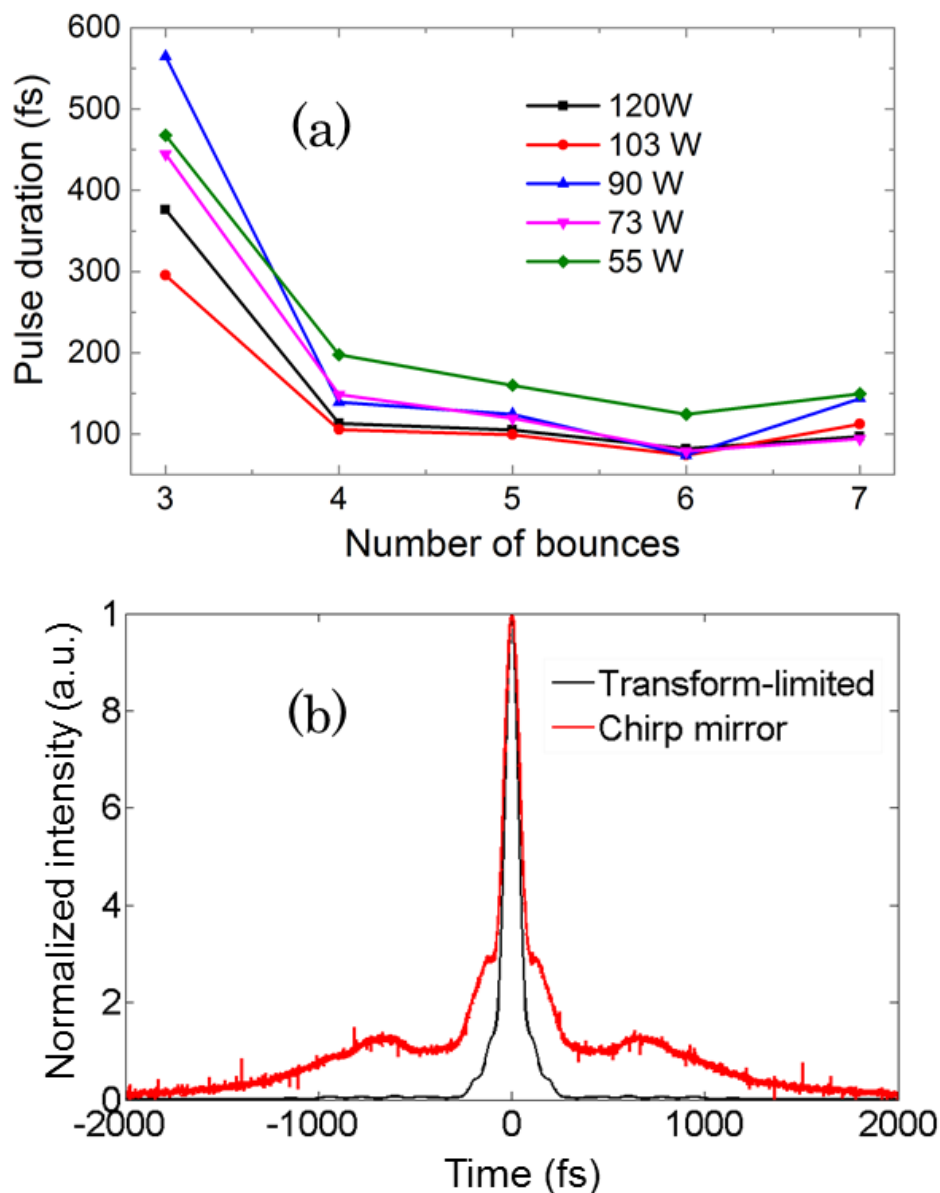 600
500
400
300
200
100
Pulse duration (fs)
(a)
120W
103 W
90 W
73 W
55 W
3 4 5 6 7
Number of bounces
1
8
6
4
2
0
Normalized intensity (a.u.)
(b)
Transform-limited
Chirp mirror
-2000 -1000 0 1000 2000
Time (fs)